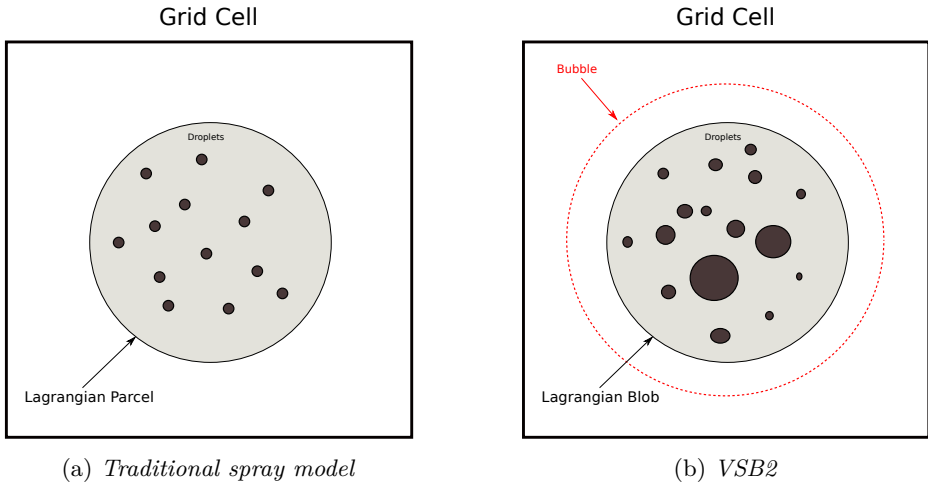 Grid Cell
Droplets
Lagrangian Parcel
(a) Traditional spray model
Grid Cell
Bubble
Droplets
Lagrangian Blob
(b) VSB2